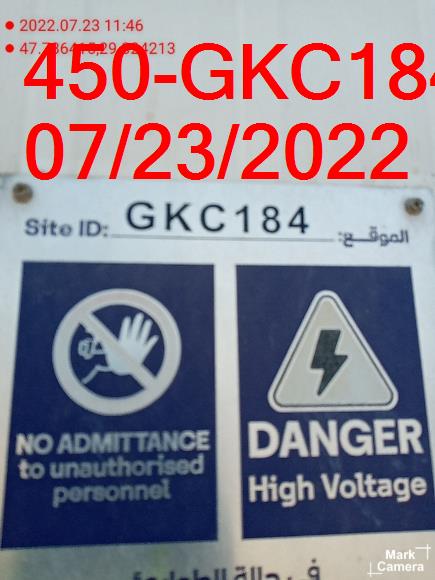 2022.07.23 11:46
450-GKC184
07/23/2022
Site ID: GKC184 الموقع:
NO ADMITTANCE
to unauthorised
personnel
DANGER
High Voltage
Mark
Camera